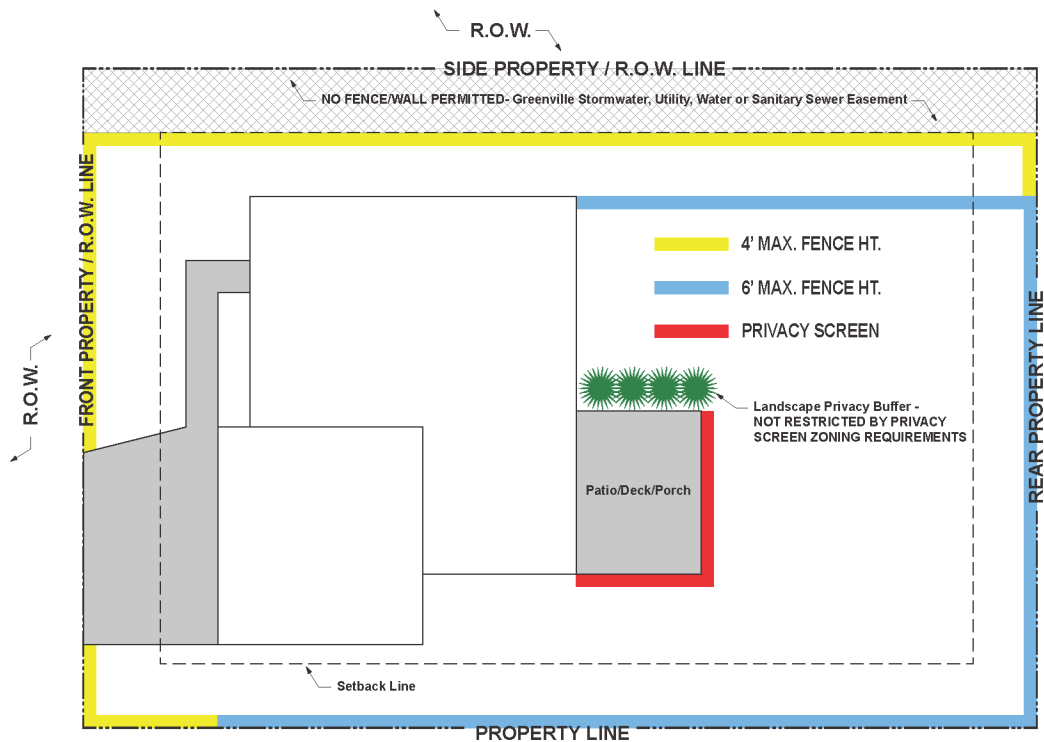 R.O.W.
SIDE PROPERTY / R.O.W. LINE
NO FENCE/WALL PERMITTED- Greenville Stormwater, Utility, Water or Sanitary Sewer Easement
FRONT PROPERTY / R.O.W. LINE
R.O.W.
4' MAX. FENCE HT.
6' MAX. FENCE HT.
PRIVACY SCREEN
Landscape Privacy Buffer -
NOT RESTRICTED BY PRIVACY
SCREEN ZONING REQUIREMENTS
REAR PROPERTY LINE
Patio/Deck/Porch
Setback Line
PROPERTY LINE